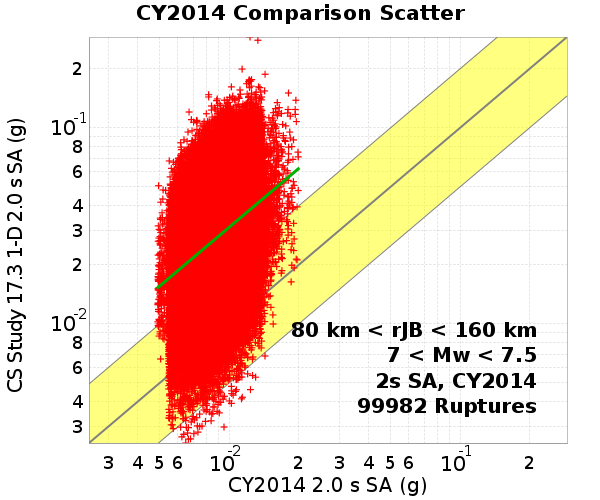 CY2014 Comparison Scatter
CS Study 17.3 1-D 2.0 s SA (g)
2
10-1
8
6
4
3
2
10-2
8
6
4
3
80 km < rJB < 160 km
7 < Mw < 7.5
2s SA, CY2014
99982 Ruptures
3 4 5 6 10-2 2 3 4 5 6 10-1 2
CY2014 2.0 s SA (g)